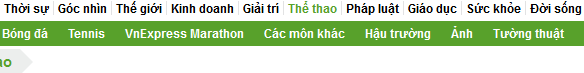 Thời sự Góc nhìn Thế giới Kinh doanh Giải trí Thể thao Pháp luật Giáo dục Sức khỏe Đời sống
Bóng đá Tennis VnExpress Marathon Các môn khác Hậu trường Ảnh Tường thuật